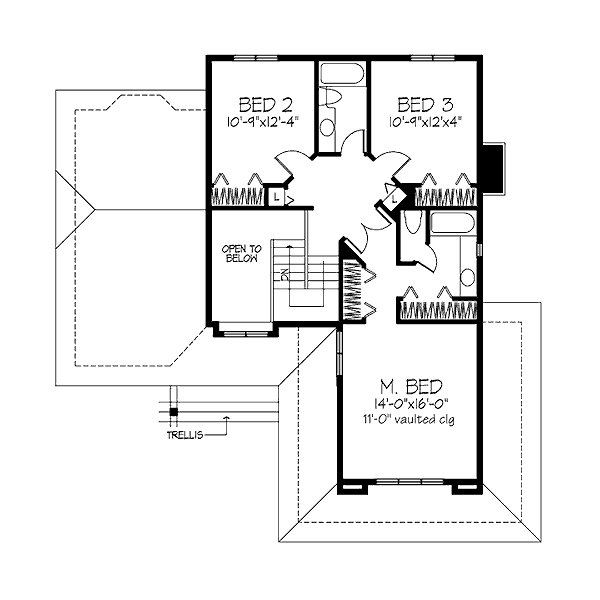 BED 2
10'-9"x12'-4"
BED 3
10'-9"x12'x4"
L
L
OPEN TO
BELOW
DN
M. BED
14'-0"x16'-0"
11'-0" vaulted clg
TRELLIS